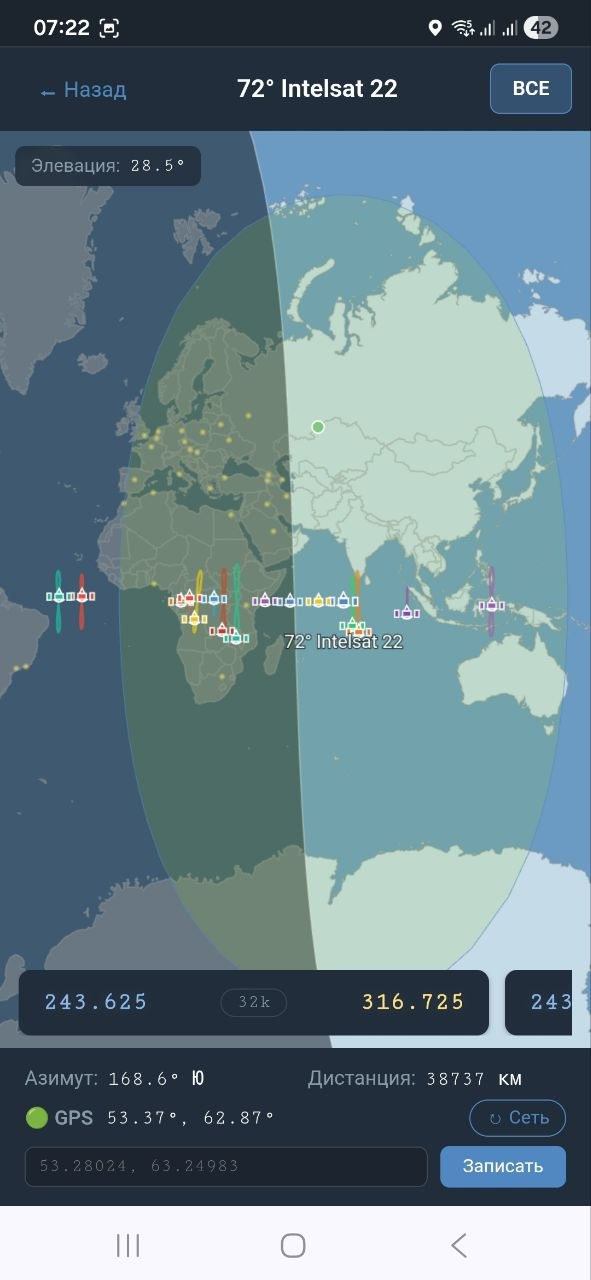 07:22 42
← Назад 72° Intelsat 22 ВСЕ
Элевация: 28.5°
72° Intelsat 22
243.625 32k 316.725 243
Азимут: 168.6° Ю Дистанция: 38737 км
GPS 53.37°, 62.87° ↻ Сеть
53.28024, 63.24983 Записать